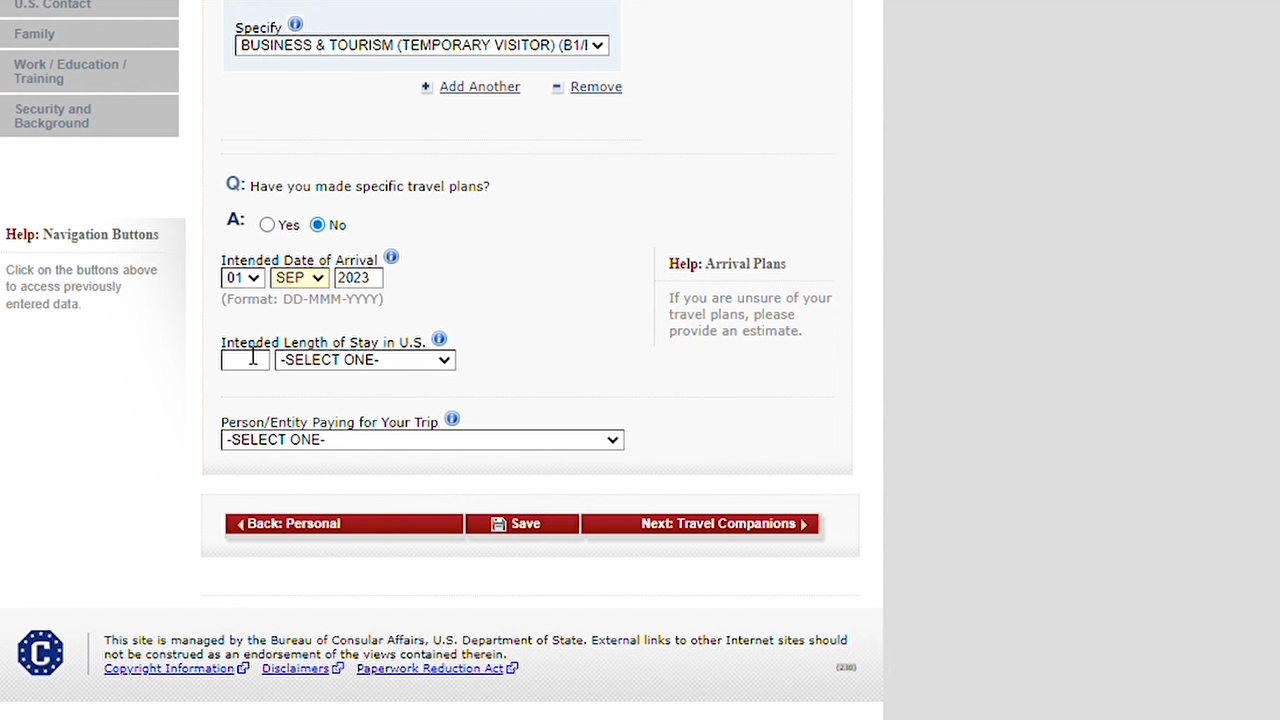 U.S. Contact
Family
Work / Education /
Training
Security and
Background
Help: Navigation Buttons
Click on the buttons above
to access previously
entered data.
Specify
BUSINESS & TOURISM (TEMPORARY VISITOR) (B1/
Add Another
Remove
Q: Have you made specific travel plans?
A: Yes No
Intended Date of Arrival
01 SEP 2023
(Format: DD-MMM-YYYY)
Intended Length of Stay in U.S.
-SELECT ONE-
Person/Entity Paying for Your Trip
-SELECT ONE-
Help: Arrival Plans
If you are unsure of your
travel plans, please
provide an estimate.
Back: Personal
Save
Next: Travel Companions
C
This site is managed by the Bureau of Consular Affairs, U.S. Department of State. External links to other Internet sites should
not be construed as an endorsement of the views contained therein.
Copyright Information Disclaimers Paperwork Reduction Act